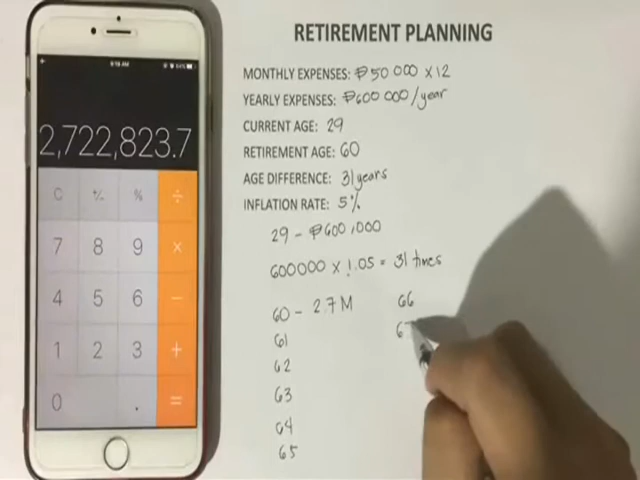 RETIREMENT PLANNING
MONTHLY EXPENSES: ₱50 000 x 12
YEARLY EXPENSES: ₱600 000/year
CURRENT AGE: 29
RETIREMENT AGE: 60
AGE DIFFERENCE: 31 years
INFLATION RATE: 5%
29 - ₱600,000
600000 x 1.05 = 31 times
60 - 2.7 M
61
62
63
64
65
66
67
2,722,823.7
C +/- % ÷
7 8 9 ×
4 5 6 −
1 2 3 +
0 . =